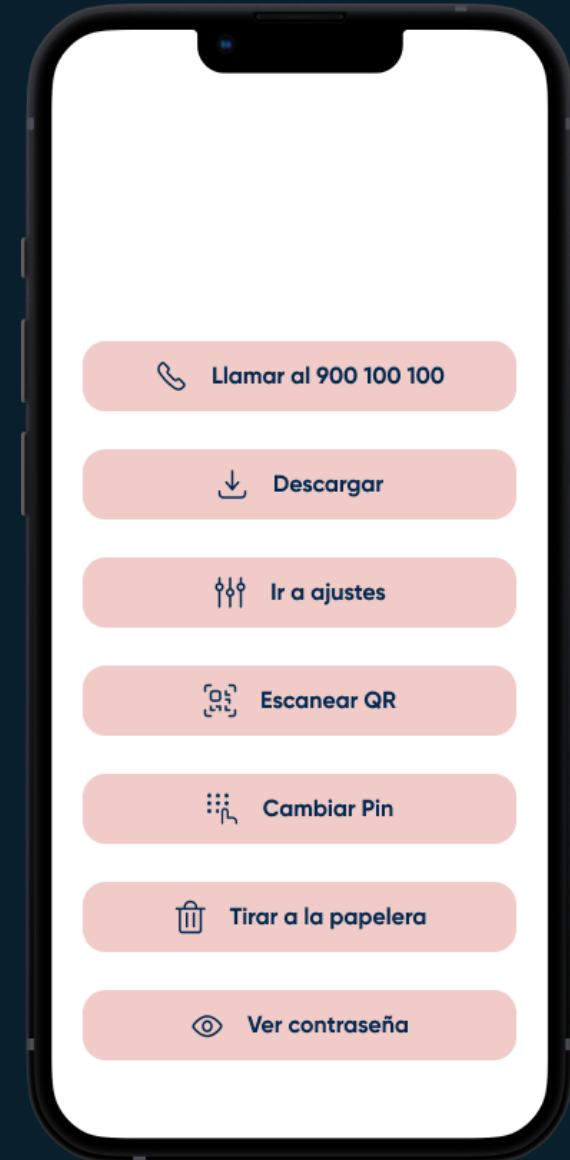 Llamar al 900 100 100
Descargar
Ir a ajustes
Escanear QR
Cambiar Pin
Tirar a la papelera
Ver contraseña